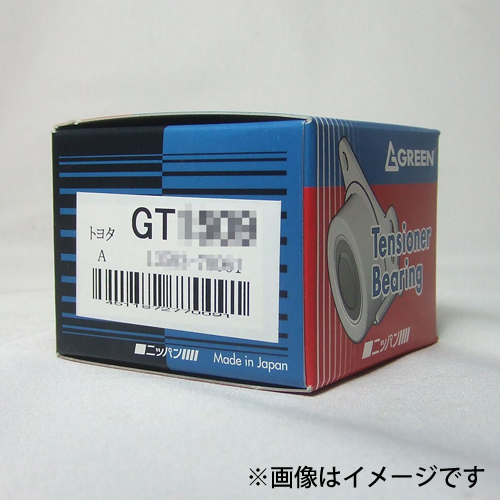 トヨタ
A
GT
ニッパン
Made in Japan
GREEN
Tensioner
Bearing
ニッパン
※画像はイメージです